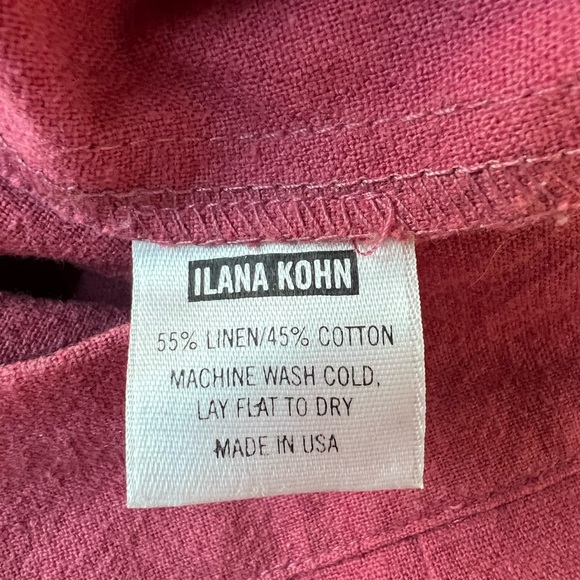 ILANA KOHN
55% LINEN/45% COTTON
MACHINE WASH COLD,
LAY FLAT TO DRY
MADE IN USA